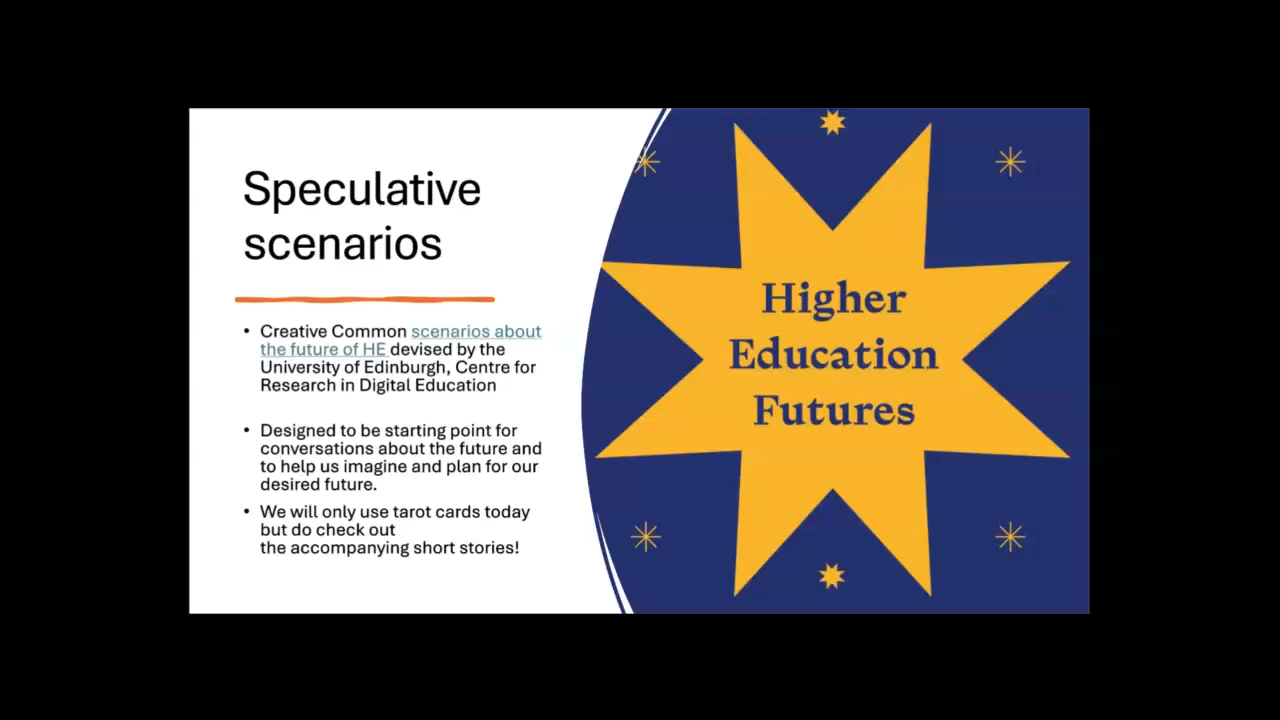 Speculative
scenarios
• Creative Common scenarios about
the future of HE devised by the
University of Edinburgh, Centre for
Research in Digital Education
• Designed to be starting point for
conversations about the future and
to help us imagine and plan for our
desired future.
• We will only use tarot cards today
but do check out
the accompanying short stories!
Higher
Education
Futures